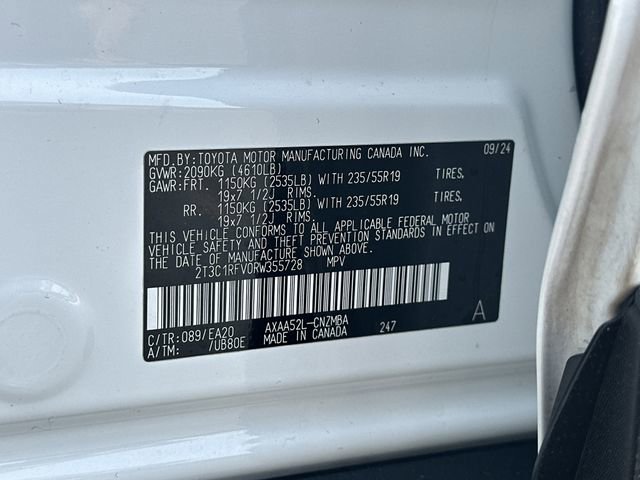 MFD.BY:TOYOTA MOTOR MANUFACTURING CANADA INC. 09/24
GVWR:2090KG (4610LB)
GAWR:FRT. 1150KG (2535LB) WITH 235/55R19 TIRES,
19x7 1/2J RIMS.
RR. 1150KG (2535LB) WITH 235/55R19 TIRES,
19x7 1/2J RIMS.
THIS VEHICLE CONFORMS TO ALL APPLICABLE FEDERAL MOTOR
VEHICLE SAFETY AND THEFT PREVENTION STANDARDS IN EFFECT ON
THE DATE OF MANUFACTURE SHOWN ABOVE.
2T3C1RFV0RW355728 MPV
A
C/TR:089/EA20 AXAA52L-CNZMBA 247
A/TM: /UB80E MADE IN CANADA